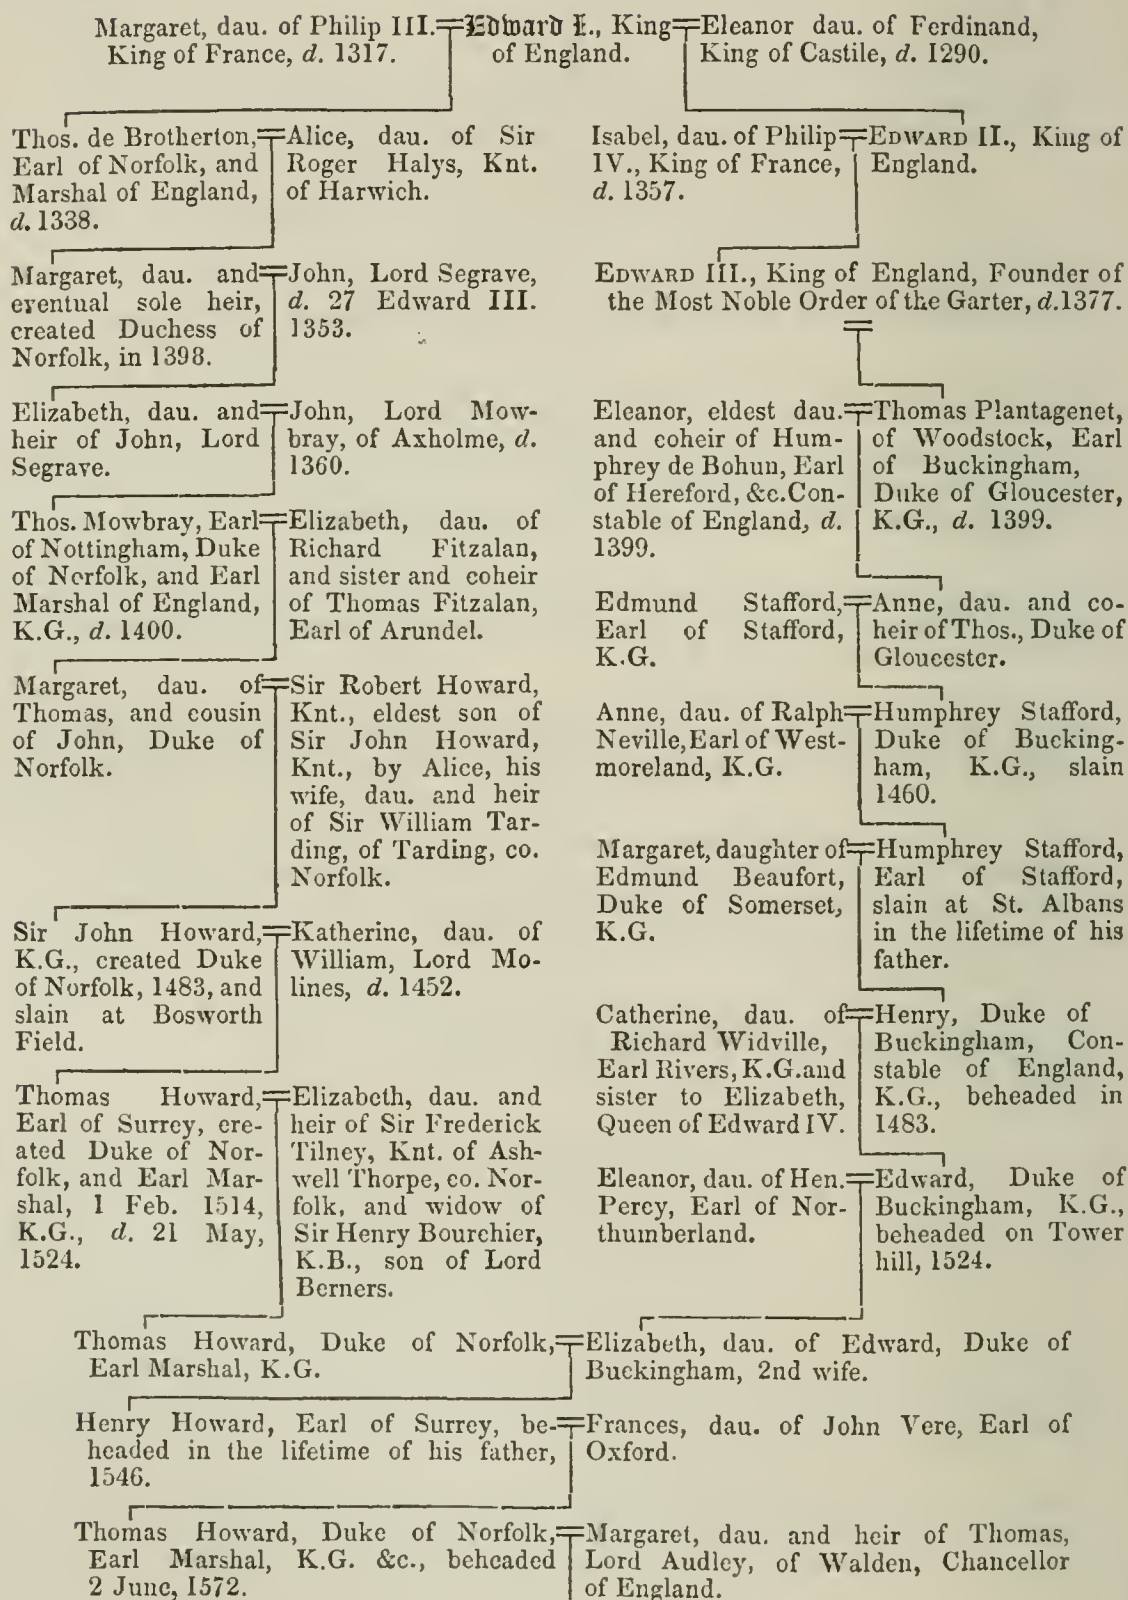 Margaret, dau. of Philip III.
King of France, d. 1317.
Edward I., King
of England.
Eleanor dau. of Ferdinand,
King of Castile, d. 1290.
Thos. de Brotherton,
Earl of Norfolk, and
Marshal of England,
d. 1338.
Alice, dau. of Sir
Roger Halys, Knt.
of Harwich.
Isabel, dau. of Philip
IV., King of France,
d. 1357.
EDWARD II., King of
England.
Margaret, dau. and
eventual sole heir,
created Duchess of
Norfolk, in 1398.
John, Lord Segrave,
d. 27 Edward III.
1353.
EDWARD III., King of England, Founder of
the Most Noble Order of the Garter, d. 1377.
Elizabeth, dau. and
heir of John, Lord
Segrave.
John, Lord Mow-
bray, of Axholme, d.
1360.
Eleanor, eldest dau.
and coheir of Hum-
phrey de Bohun, Earl
of Hereford, &c. Con-
stable of England, d.
1399.
Thomas Plantagenet,
of Woodstock, Earl
of Buckingham,
Duke of Gloucester,
K.G., d. 1399.
Thos. Mowbray, Earl
of Nottingham, Duke
of Norfolk, and Earl
Marshal of England,
K.G., d. 1400.
Elizabeth, dau. of
Richard Fitzalan,
and sister and coheir
of Thomas Fitzalan,
Earl of Arundel.
Edmund Stafford,
Earl of Stafford,
K.G.
Anne, dau. and co-
heir of Thos., Duke of
Gloucester.
Margaret, dau. of
Thomas, and cousin
of John, Duke of
Norfolk.
Sir Robert Howard,
Knt., eldest son of
Sir John Howard,
Knt., by Alice, his
wife, dau. and heir
of Sir William Tar-
ding, of Tarding, co.
Norfolk.
Anne, dau. of Ralph
Neville, Earl of West-
moreland, K.G.
Humphrey Stafford,
Duke of Bucking-
ham, K.G., slain
1460.
Margaret, daughter of
Edmund Beaufort,
Duke of Somerset,
K.G.
Humphrey Stafford,
Earl of Stafford,
slain at St. Albans
in the lifetime of his
father.
Sir John Howard,
K.G., created Duke
of Norfolk, 1483, and
slain at Bosworth
Field.
Katherine, dau. of
William, Lord Mo-
lines, d. 1452.
Catherine, dau. of
Richard Widville,
Earl Rivers, K.G. and
sister to Elizabeth,
Queen of Edward IV.
Henry, Duke of
Buckingham, Con-
stable of England,
K.G., beheaded in
1483.
Thomas Howard,
Earl of Surrey, cre-
ated Duke of Nor-
folk, and Earl Mar-
shal, 1 Feb. 1514,
K.G., d. 21 May,
1524.
Elizabeth, dau. and
heir of Sir Frederick
Tilney, Knt. of Ash-
well Thorpe, co. Nor-
folk, and widow of
Sir Henry Bourchier,
K.B., son of Lord
Berners.
Eleanor, dau. of Hen.
Percy, Earl of Nor-
thumberland.
Edward, Duke of
Buckingham, K.G.,
beheaded on Tower
hill, 1524.
Thomas Howard, Duke of Norfolk,
Earl Marshal, K.G.
Elizabeth, dau. of Edward, Duke of
Buckingham, 2nd wife.
Henry Howard, Earl of Surrey, be-
headed in the lifetime of his father,
1546.
Frances, dau. of John Vere, Earl of
Oxford.
Thomas Howard, Duke of Norfolk,
Earl Marshal, K.G. &c., beheaded
2 June, 1572.
Margaret, dau. and heir of Thomas,
Lord Audley, of Walden, Chancellor
of England.